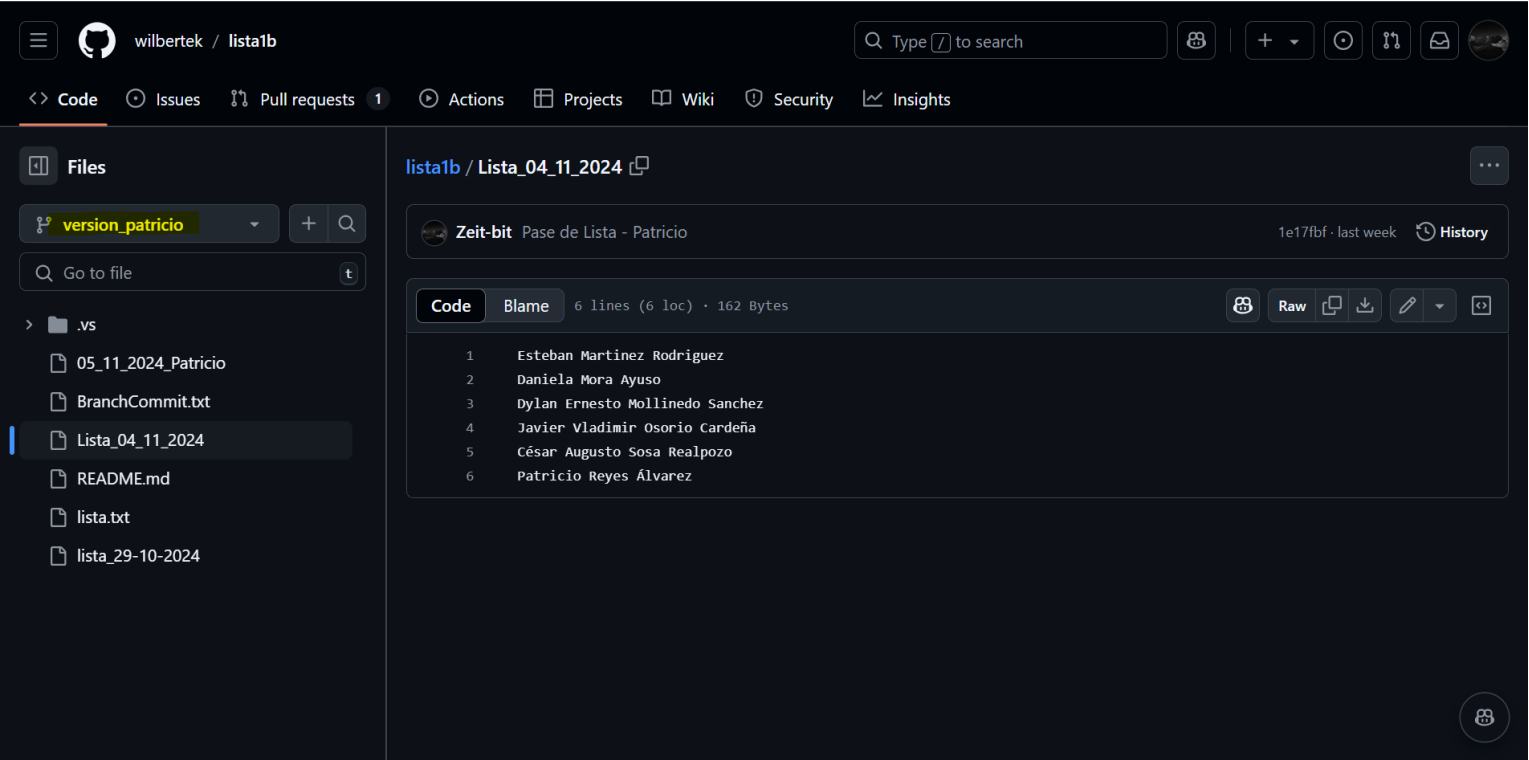 wilbertek / lista1b
Type / to search
Code
Issues
Pull requests 1
Actions
Projects
Wiki
Security
Insights
Files
version_patricio
Go to file
t
.vs
05_11_2024_Patricio
BranchCommit.txt
Lista_04_11_2024
README.md
lista.txt
lista_29-10-2024
lista1b / Lista_04_11_2024
Zeit-bit Pase de Lista - Patricio
1e17fbf · last week
History
Code
Blame
6 lines (6 loc) · 162 Bytes
Raw
1 Esteban Martinez Rodriguez
2 Daniela Mora Ayuso
3 Dylan Ernesto Mollinedo Sanchez
4 Javier Vladimir Osorio Cardeña
5 César Augusto Sosa Realpozo
6 Patricio Reyes Álvarez